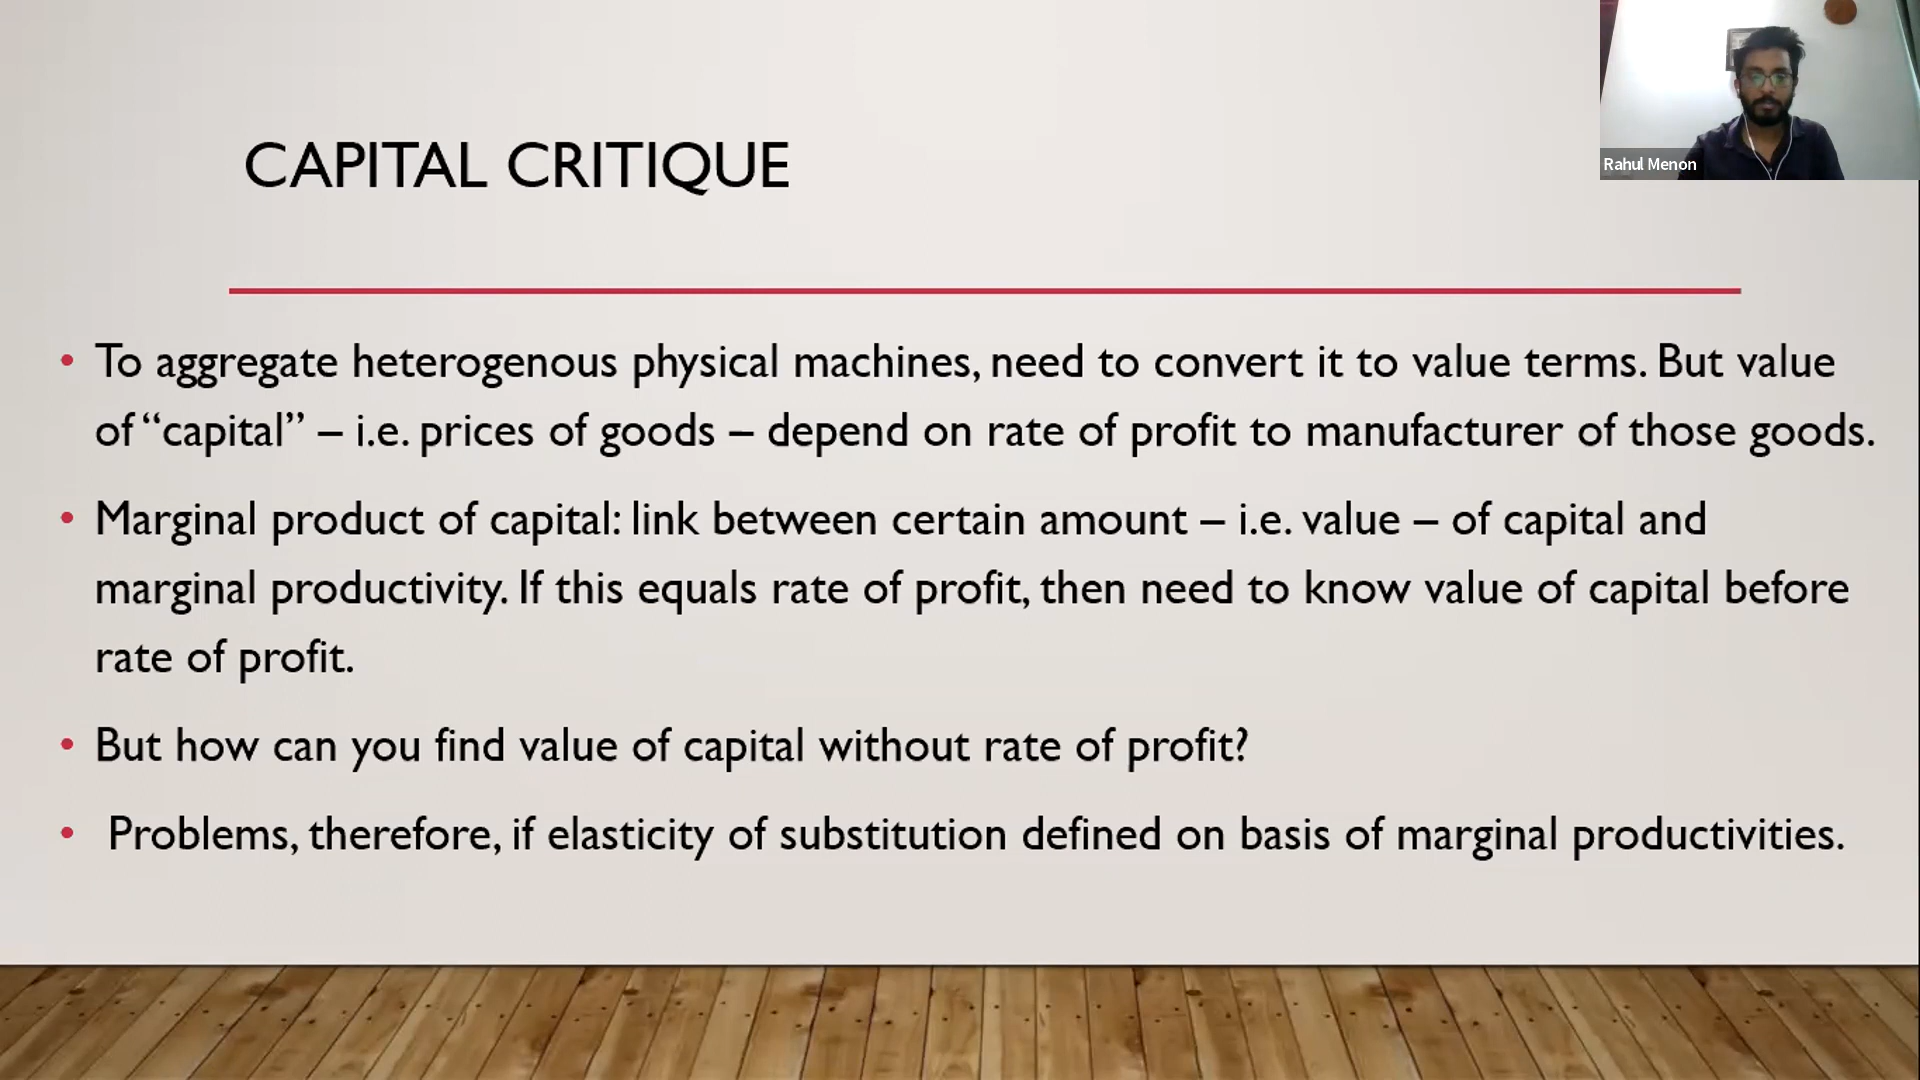 CAPITAL CRITIQUE
Rahul Menon
• To aggregate heterogenous physical machines, need to convert it to value terms. But value
of “capital” – i.e. prices of goods – depend on rate of profit to manufacturer of those goods.
• Marginal product of capital: link between certain amount – i.e. value – of capital and
marginal productivity. If this equals rate of profit, then need to know value of capital before
rate of profit.
• But how can you find value of capital without rate of profit?
• Problems, therefore, if elasticity of substitution defined on basis of marginal productivities.